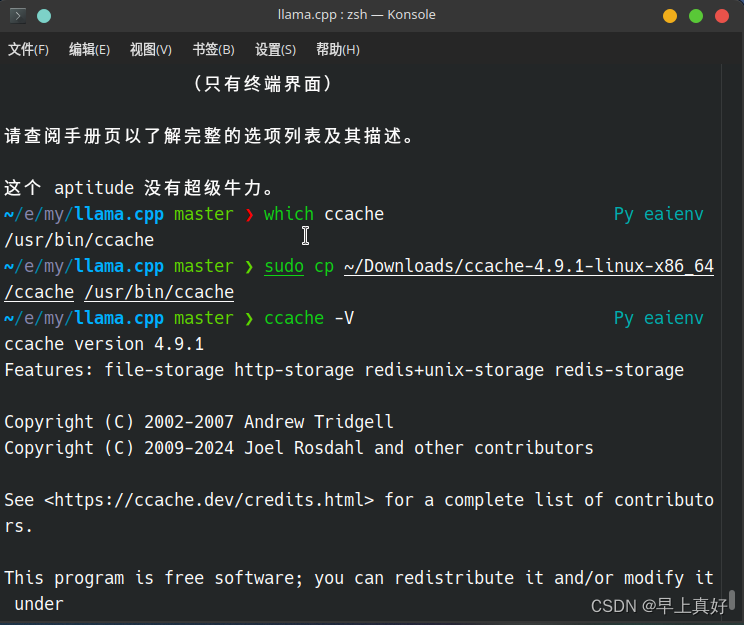 llama.cpp : zsh — Konsole
文件(F) 编辑(E) 视图(V) 书签(B) 设置(S) 帮助(H)
（只有终端界面）
请查阅手册页以了解完整的选项列表及其描述。
这个 aptitude 没有超级牛力。
~/e/my/llama.cpp master ❯ which ccache Py eaienv
/usr/bin/ccache
~/e/my/llama.cpp master ❯ sudo cp ~/Downloads/ccache-4.9.1-linux-x86_64
/ccache /usr/bin/ccache
~/e/my/llama.cpp master ❯ ccache -V Py eaienv
ccache version 4.9.1
Features: file-storage http-storage redis+unix-storage redis-storage
Copyright (C) 2002-2007 Andrew Tridgell
Copyright (C) 2009-2024 Joel Rosdahl and other contributors
See <https://ccache.dev/credits.html> for a complete list of contributo
rs.
This program is free software; you can redistribute it and/or modify it
under
CSDN @早上真好